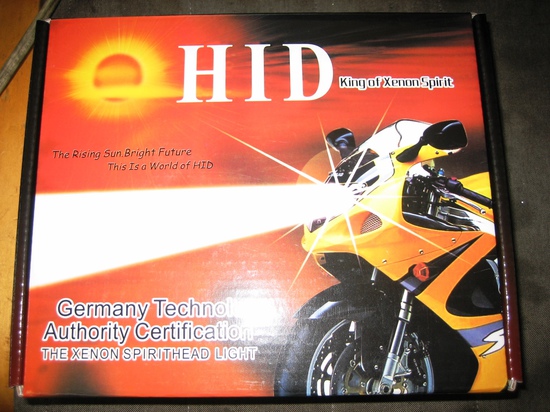 HID
King of Xenon Spirit
The Rising Sun.Bright Future
This Is a World of HID
Germany
Authority Certification
THE XENON SPIRITHEAD LIGHT